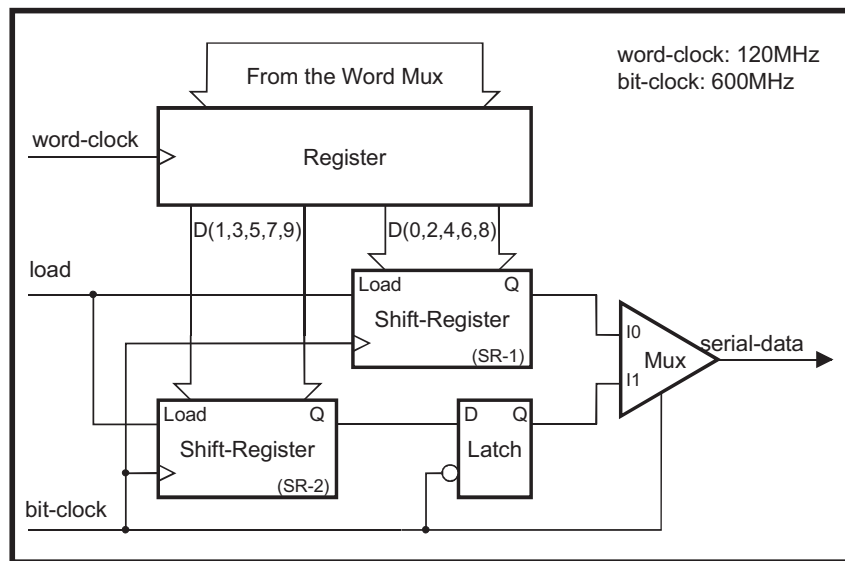 word-clock: 120MHz
bit-clock: 600MHz
From the Word Mux
word-clock
Register
D(1,3,5,7,9)
D(0,2,4,6,8)
load
Load
Q
Shift-Register
(SR-1)
I0
I1
Mux
serial-data
Load
Q
Shift-Register
(SR-2)
D
Q
Latch
bit-clock